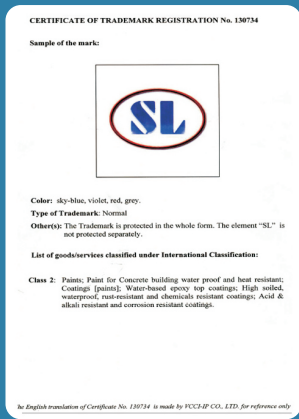 CERTIFICATE OF TRADEMARK REGISTRATION No. 130734
Sample of the mark:
SL
Color: sky-blue, violet, red, grey.
Type of Trademark: Normal
Other(s): The Trademark is protected in the whole form. The element “SL” is
not protected separately.
List of goods/services classified under International Classification:
Class 2: Paints; Paint for Concrete building water proof and heat resistant;
Coatings [paints]; Water-based epoxy top coatings; High soiled,
waterproof, rust-resistant and chemicals resistant coatings; Acid &
alkali resistant and corrosion resistant coatings.
he English translation of Certificate No. 130734 is made by VCCI-IP CO., LTD. for reference only